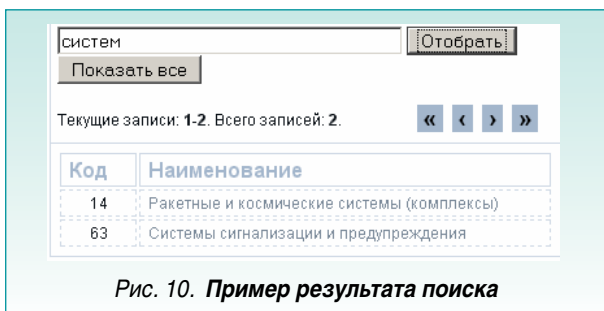 систем Отобрать
Показать все
Текущие записи: 1-2. Всего записей: 2. « ‹ › »
Код Наименование
14 Ракетные и космические системы (комплексы)
63 Системы сигнализации и предупреждения
Рис. 10. Пример результата поиска